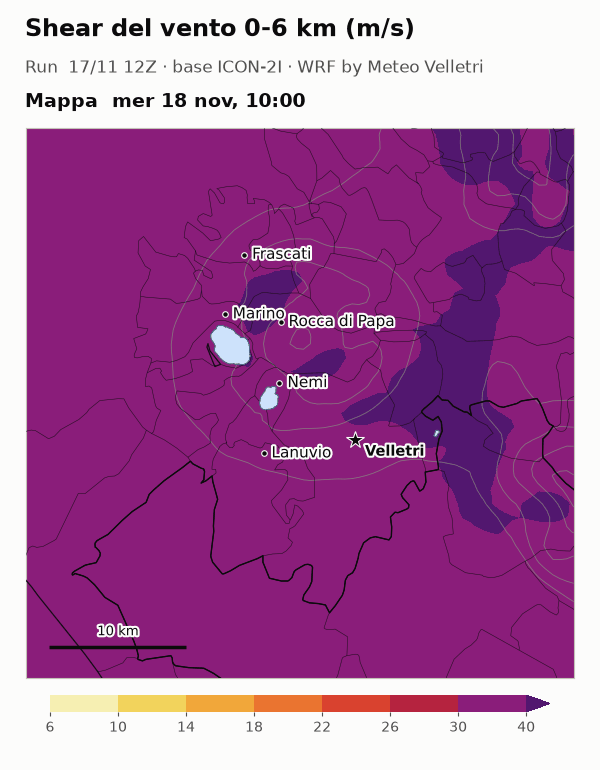 Shear del vento 0-6 km (m/s)
Run  17/11 12Z · base ICON-2I · WRF by Meteo Velletri
Mappa  mer 18 nov, 10:00
Frascati
Marino
Rocca di Papa
Nemi
Velletri
Lanuvio
10 km
6 10 14 18 22 26 30 40